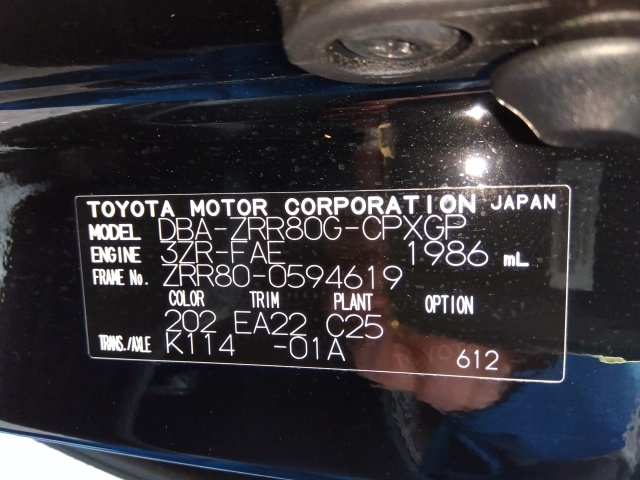 TOYOTA MOTOR CORPORATION JAPAN
MODEL DBA-ZRR80G-CPXGP
ENGINE 3ZR-FAE 1986 mL
FRAME No. ZRR80-0594619
COLOR TRIM PLANT OPTION
202 EA22 C25
TRANS./AXLE K114 -01A
612